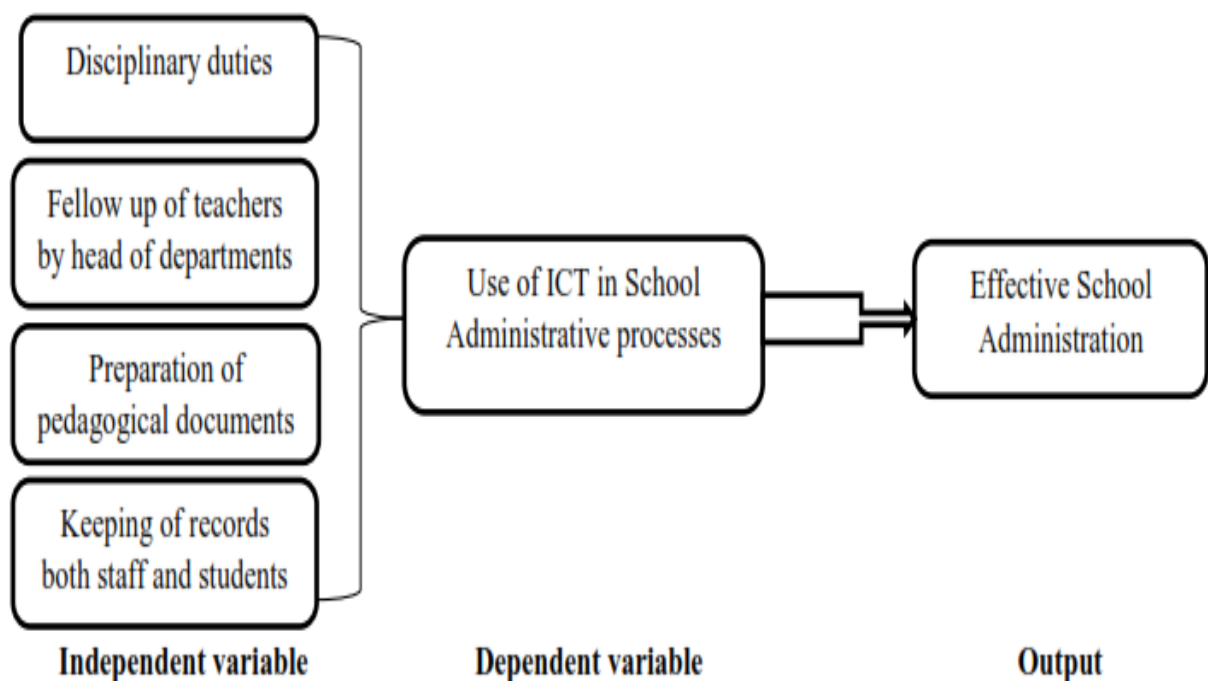 Disciplinary duties
Fellow up of teachers
by head of departments
Preparation of
pedagogical documents
Keeping of records
both staff and students
Use of ICT in School
Administrative processes
Effective School
Administration
Independent variable
Dependent variable
Output